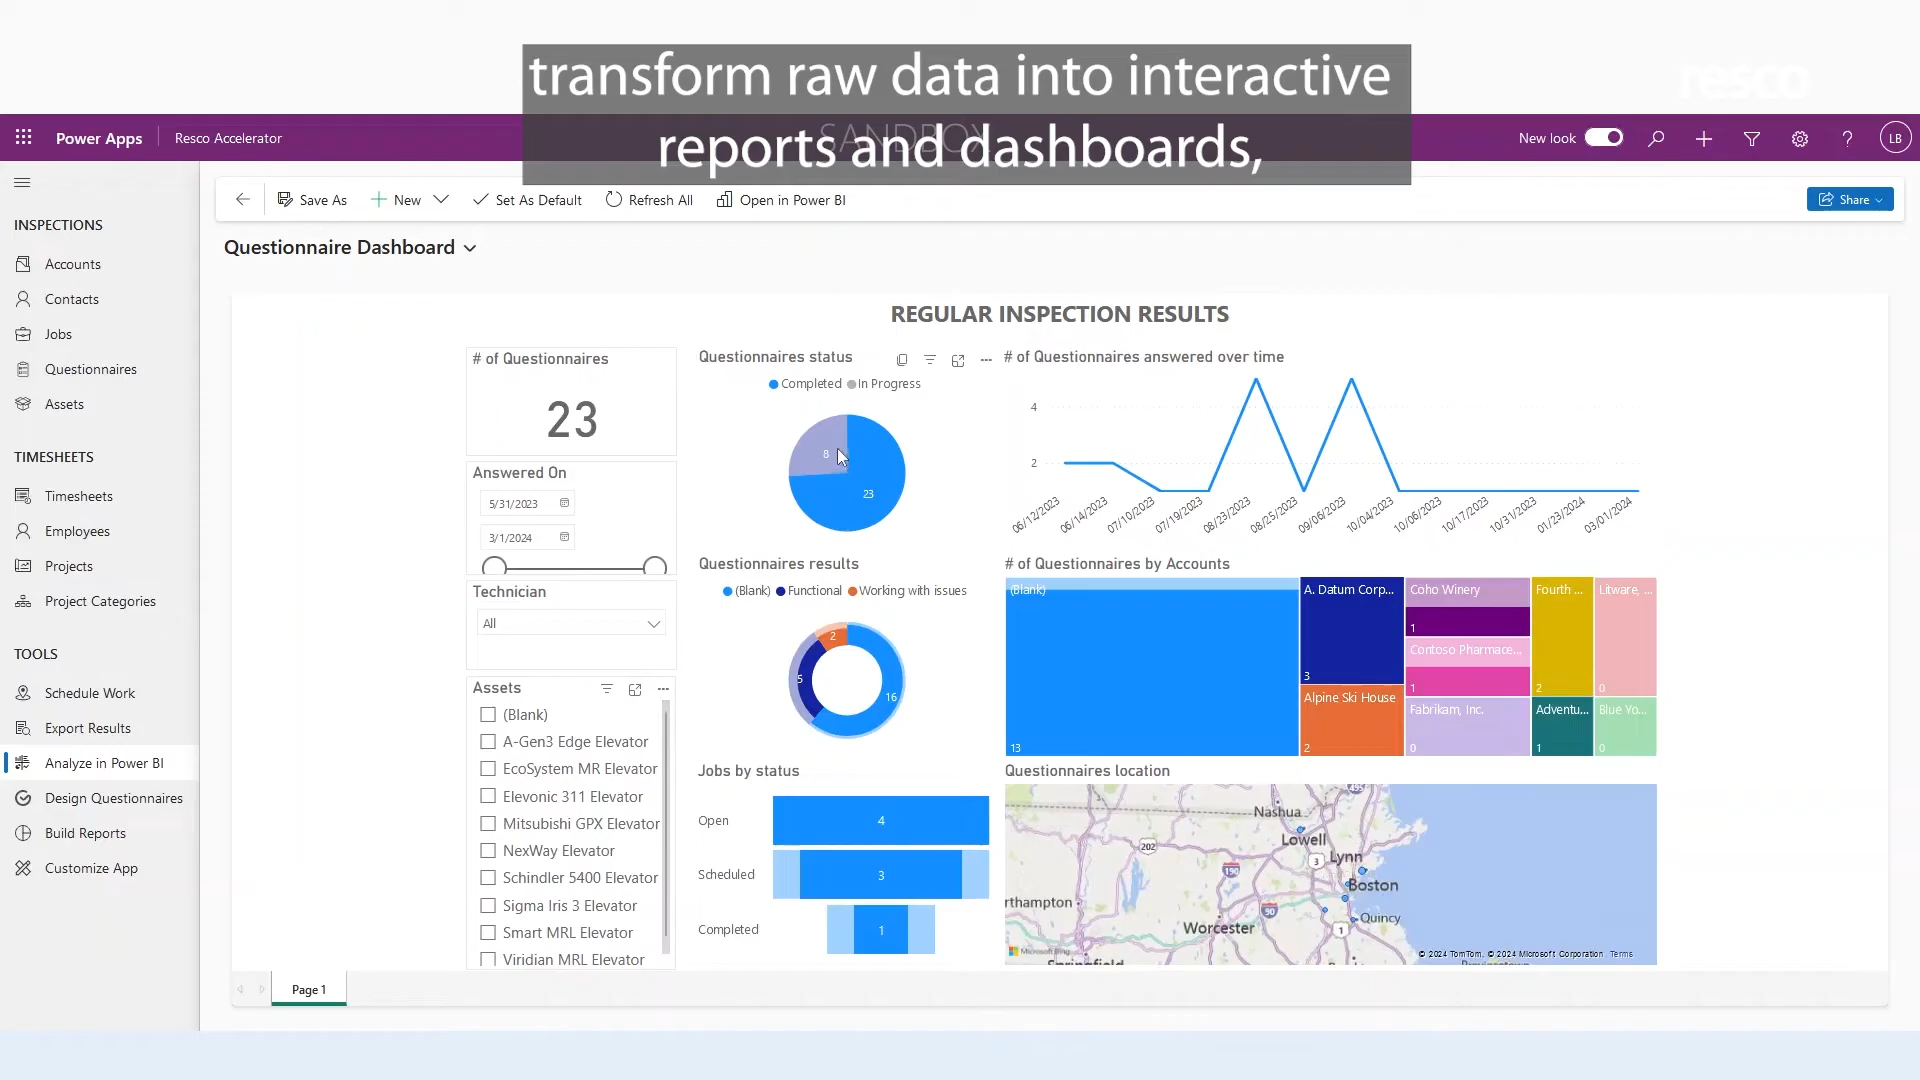 transform raw data into interactive
reports and dashboards,
resco
Power Apps
Resco Accelerator
SANDBOX
New look
LB
Save As
New
Set As Default
Refresh All
Open in Power BI
Share
Questionnaire Dashboard
INSPECTIONS
Accounts
Contacts
Jobs
Questionnaires
Assets
TIMESHEETS
Timesheets
Employees
Projects
Project Categories
TOOLS
Schedule Work
Export Results
Analyze in Power BI
Design Questionnaires
Build Reports
Customize App
REGULAR INSPECTION RESULTS
# of Questionnaires
23
Answered On
5/31/2023
3/1/2024
Technician
All
Assets
(Blank)
A-Gen3 Edge Elevator
EcoSystem MR Elevator
Elevonic 311 Elevator
Mitsubishi GPX Elevator
NexWay Elevator
Schindler 5400 Elevator
Sigma Iris 3 Elevator
Smart MRL Elevator
Viridian MRL Elevator
Questionnaires status
Completed In Progress
8
23
Questionnaires results
(Blank) Functional Working with issues
2
5
16
Jobs by status
Open 4
Scheduled 3
Completed 1
# of Questionnaires answered over time
4
2
06/12/2023 06/14/2023 07/10/2023 07/19/2023 08/23/2023 08/25/2023 09/06/2023 10/04/2023 10/06/2023 10/17/2023 10/31/2023 01/23/2024 03/01/2024
# of Questionnaires by Accounts
(Blank)
13
A. Datum Corp...
3
Alpine Ski House
2
Coho Winery
1
Contoso Pharmace...
1
Fabrikam, Inc.
0
Fourth ...
2
Adventu...
1
Litware, ...
0
Blue Yo...
0
Questionnaires location
495
Nashua
202
Lowell
3
Lynn
190
Boston
rthampton
90
Quincy
Worcester
1
Microsoft Bing
© 2024 TomTom, © 2024 Microsoft Corporation Terms
Springfield
Page 1